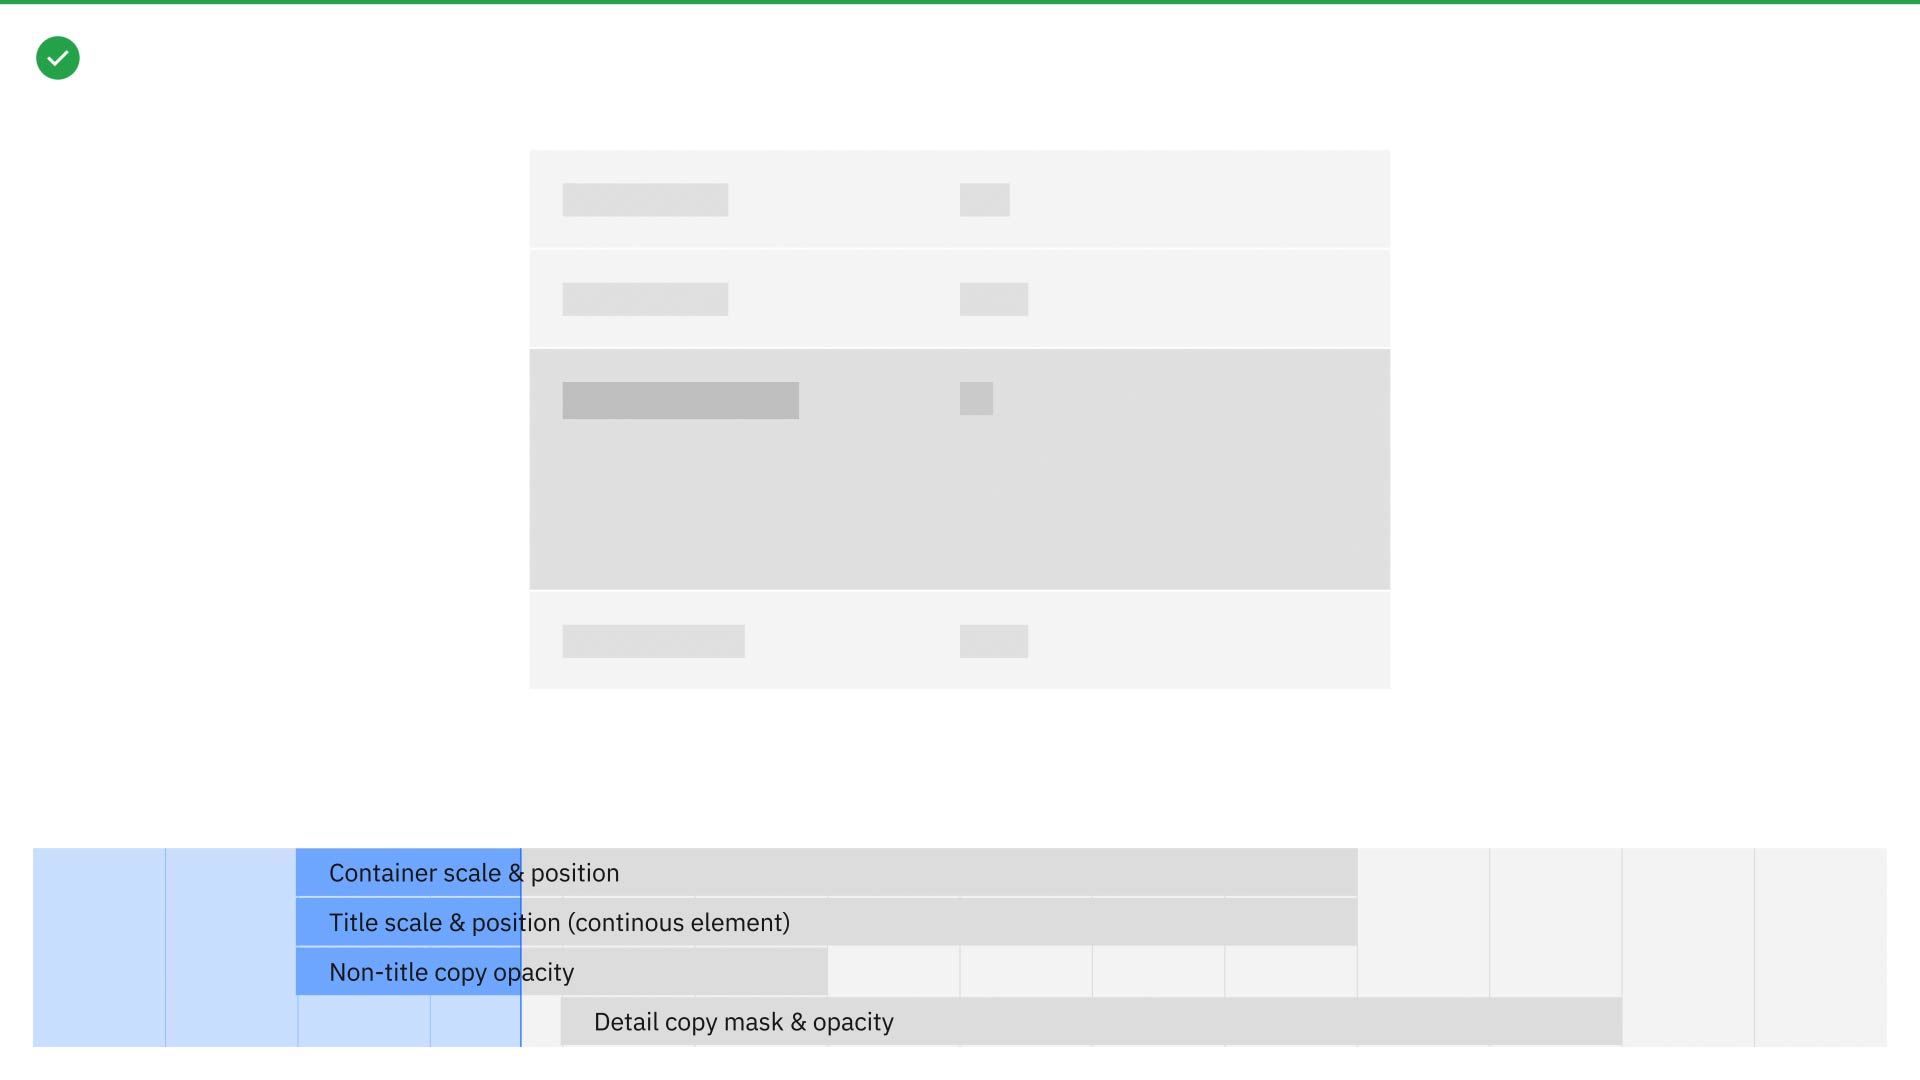 Container scale & position
Title scale & position (continous element)
Non-title copy opacity
Detail copy mask & opacity